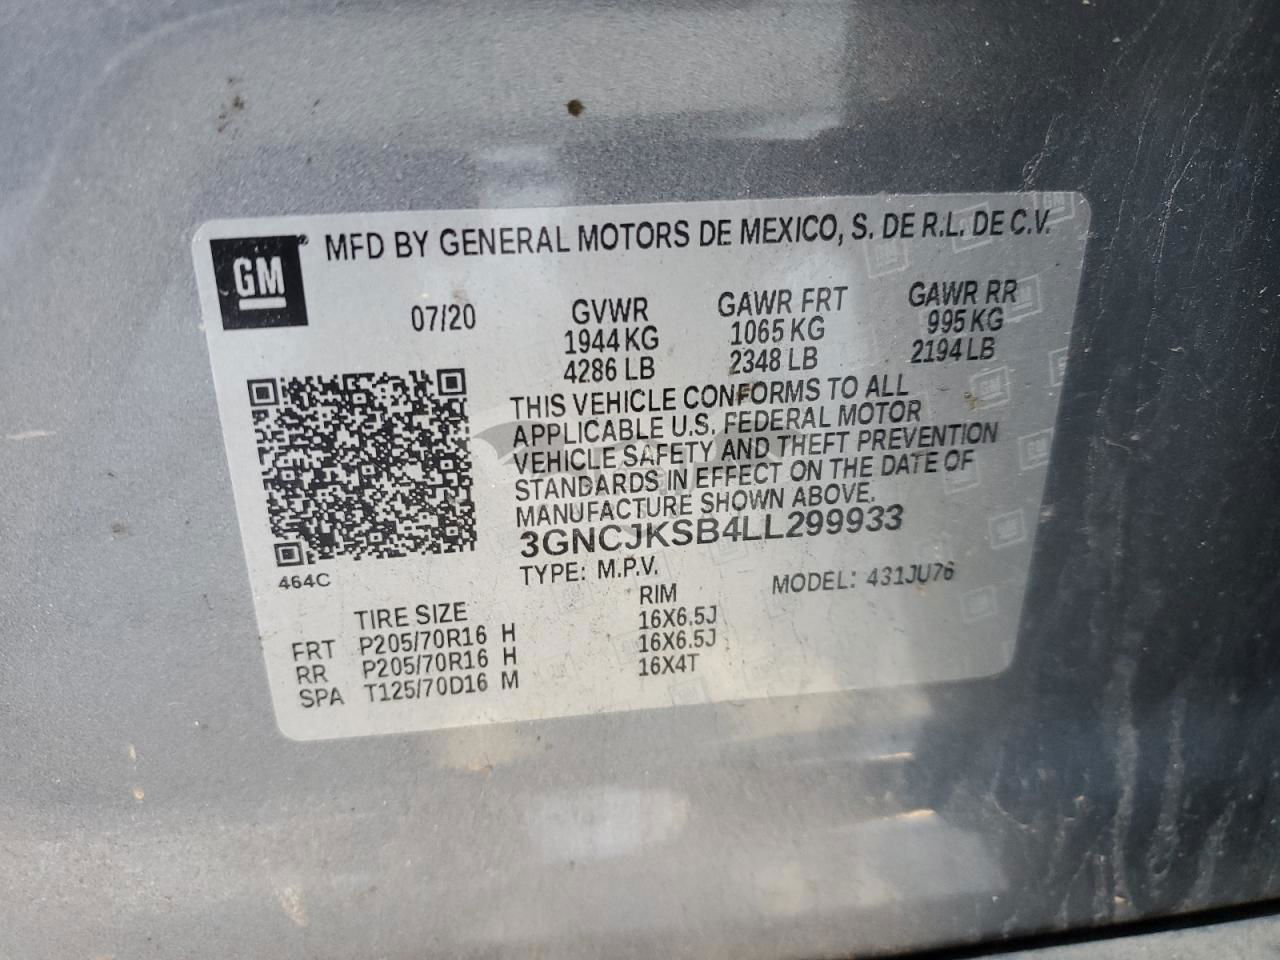 GM ® MFD BY GENERAL MOTORS DE MEXICO, S. DE R.L. DE C.V.
07/20
GVWR GAWR FRT GAWR RR
1944 KG 1065 KG 995 KG
4286 LB 2348 LB 2194 LB
THIS VEHICLE CONFORMS TO ALL
APPLICABLE U.S. FEDERAL MOTOR
VEHICLE SAFETY AND THEFT PREVENTION
STANDARDS IN EFFECT ON THE DATE OF
MANUFACTURE SHOWN ABOVE.
3GNCJKSB4LL299933
TYPE: M.P.V. MODEL: 431JU76
464C
TIRE SIZE RIM
FRT P205/70R16 H 16X6.5J
RR P205/70R16 H 16X6.5J
SPA T125/70D16 M 16X4T